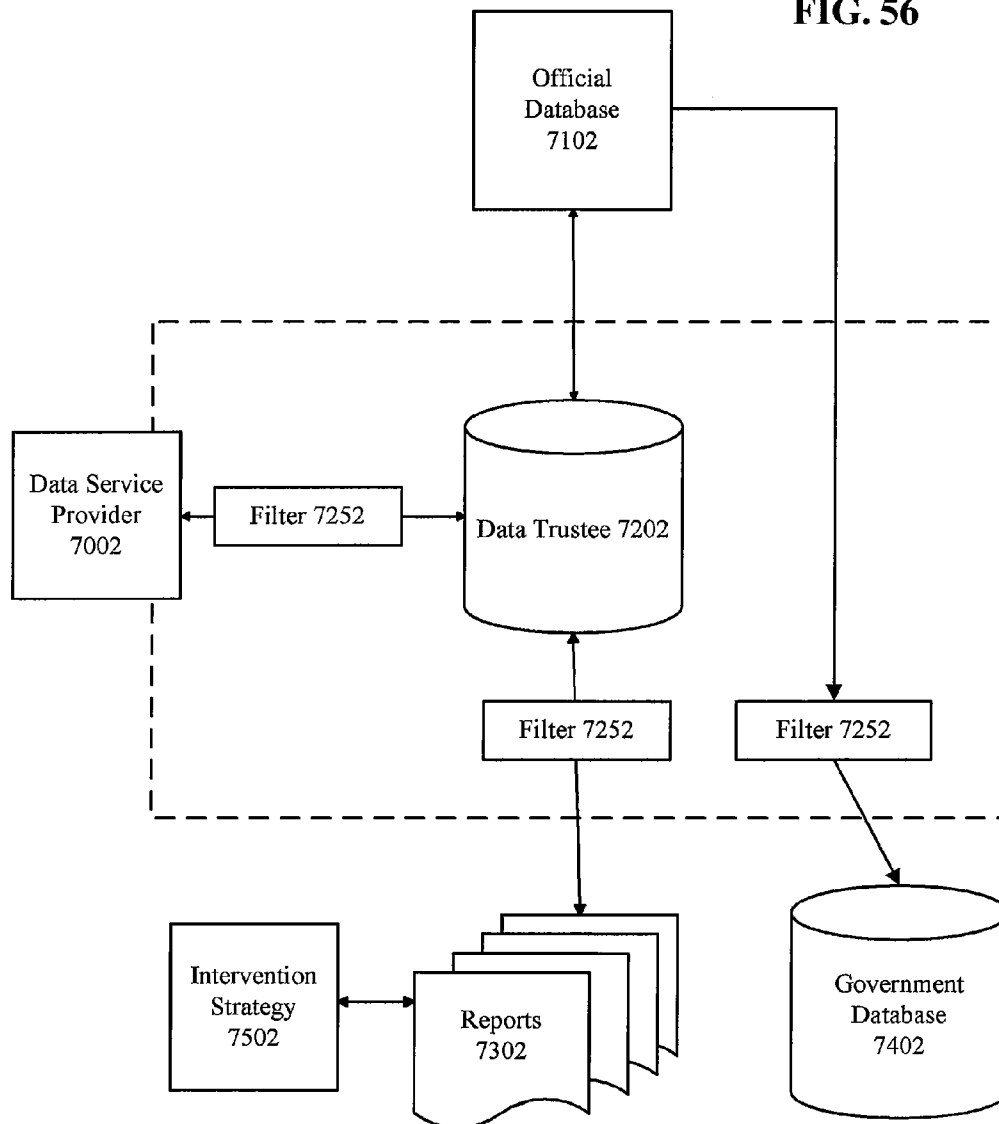 FIG. 56
Official
Database
7102
Data Service
Provider
7002
Filter 7252
Data Trustee 7202
Filter 7252
Filter 7252
Intervention
Strategy
7502
Reports
7302
Government
Database
7402